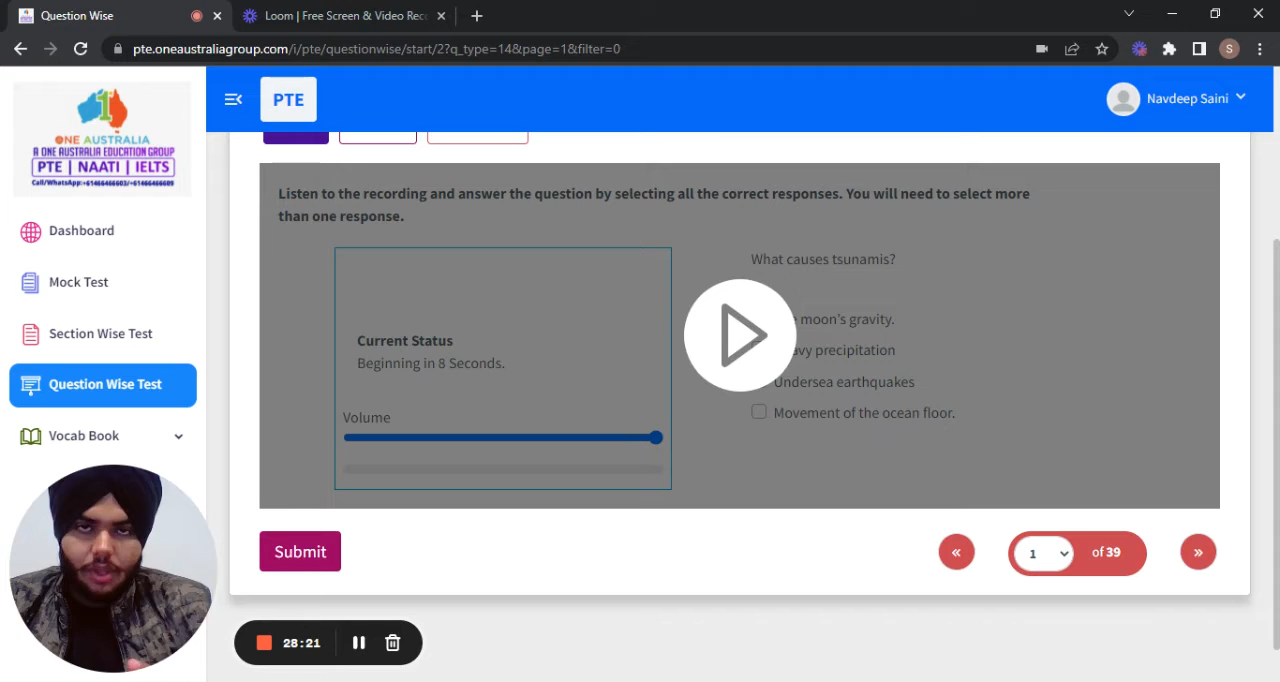 Question Wise
Loom | Free Screen & Video Rec
pte.oneaustraliagroup.com/i/pte/questionwise/start/2?q_type=14&page=1&filter=0
S
1
ONE AUSTRALIA
A ONE AUSTRALIA EDUCATION GROUP
PTE | NAATI | IELTS
PTE
Navdeep Saini
Dashboard
Mock Test
Section Wise Test
Question Wise Test
Vocab Book
Listen to the recording and answer the question by selecting all the correct responses. You will need to select more
than one response.
Current Status
Beginning in 8 Seconds.
Volume
What causes tsunamis?
moon's gravity.
precipitation
Undersea earthquakes
Movement of the ocean floor.
Submit
«
1
of 39
»
28:21